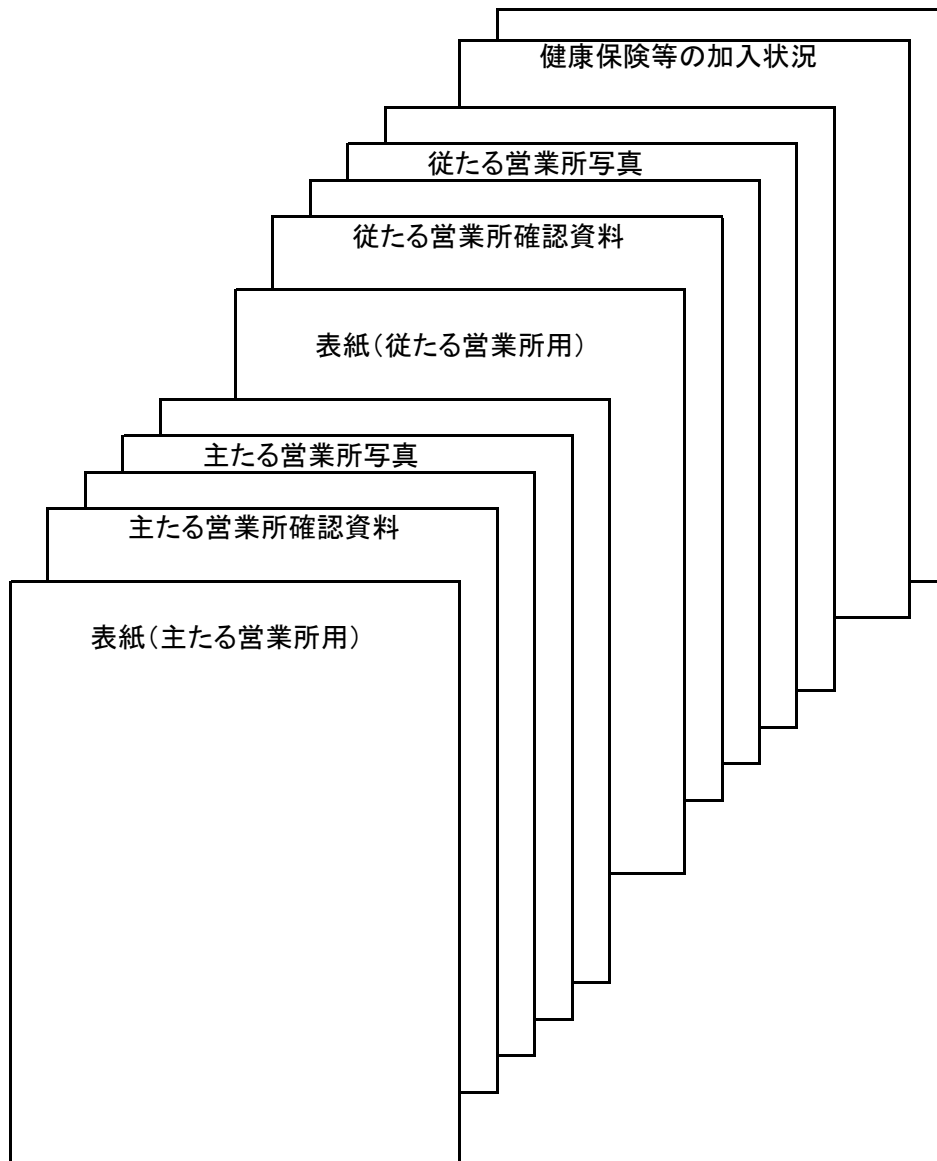 健康保険等の加入状況
従たる営業所写真
従たる営業所確認資料
表紙(従たる営業所用)
主たる営業所写真
主たる営業所確認資料
表紙(主たる営業所用)